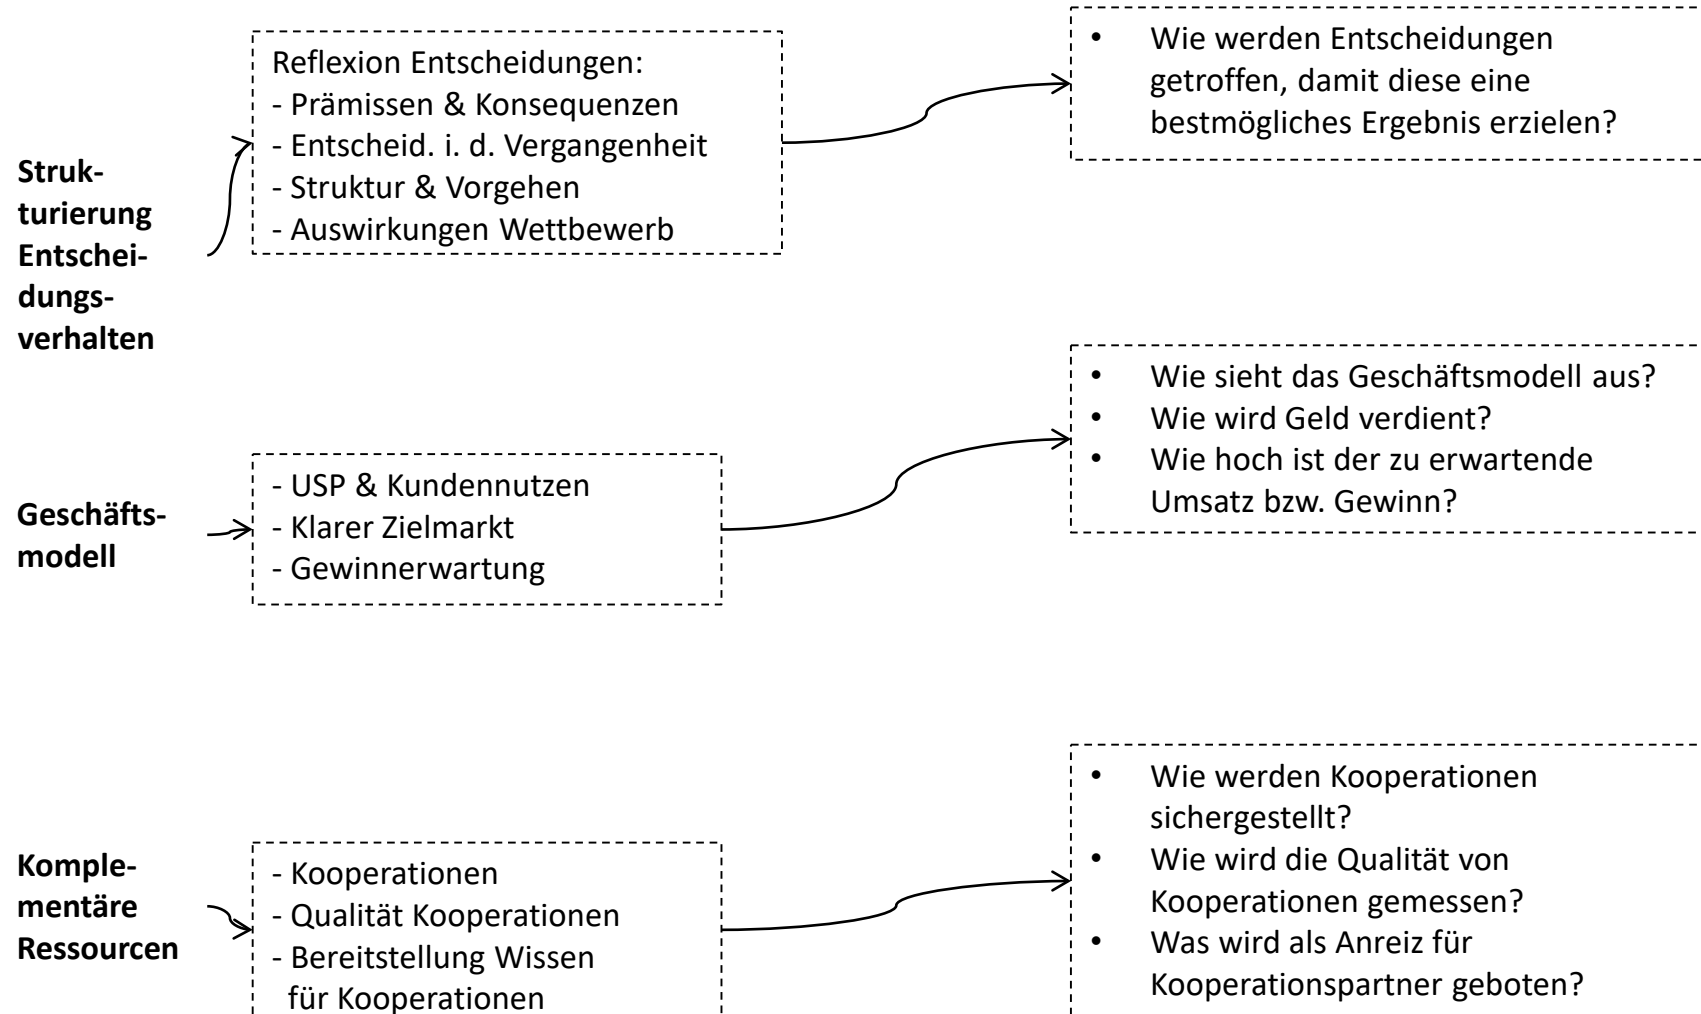 Struk-
turierung
Entschei-
dungs-
verhalten
Reflexion Entscheidungen:
- Prämissen & Konsequenzen
- Entscheid. i. d. Vergangenheit
- Struktur & Vorgehen
- Auswirkungen Wettbewerb
• Wie werden Entscheidungen
getroffen, damit diese eine
bestmögliches Ergebnis erzielen?
Geschäfts-
modell
- USP & Kundennutzen
- Klarer Zielmarkt
- Gewinnerwartung
• Wie sieht das Geschäftsmodell aus?
• Wie wird Geld verdient?
• Wie hoch ist der zu erwartende
Umsatz bzw. Gewinn?
Komple-
mentäre
Ressourcen
- Kooperationen
- Qualität Kooperationen
- Bereitstellung Wissen
für Kooperationen
• Wie werden Kooperationen
sichergestellt?
• Wie wird die Qualität von
Kooperationen gemessen?
• Was wird als Anreiz für
Kooperationspartner geboten?